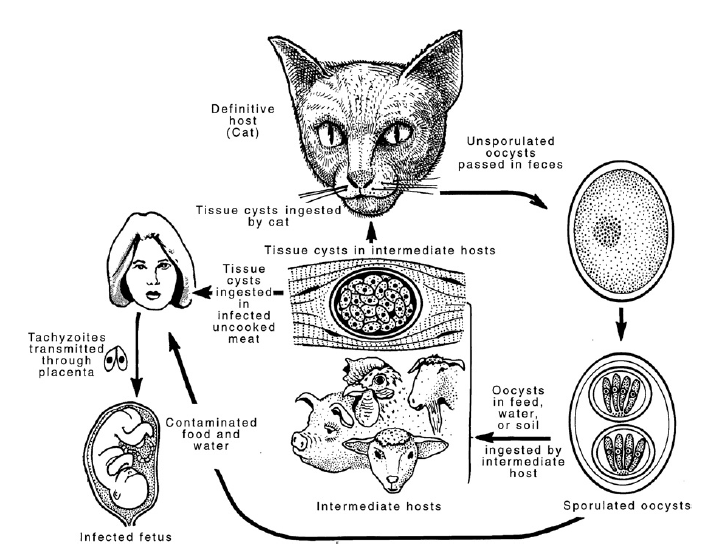 Definitive
host
(Cat)
Unsporulated
oocysts
passed in feces
Tissue cysts ingested
by cat
Tissue cysts in intermediate hosts
Tissue
cysts
ingested
in
infected
uncooked
meat
Tachyzoites
transmitted
through
placenta
Contaminated
food and
water
Oocysts
in feed,
water,
or soil
ingested by
intermediate
host
Intermediate hosts
Sporulated oocysts
Infected fetus